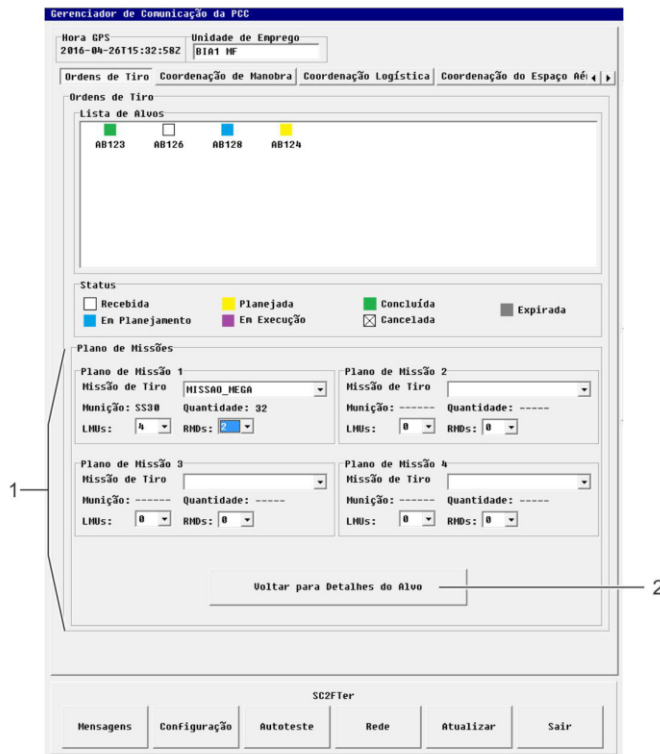 Gerenciador de Comunicação da PCC
Hora GPS
Unidade de Emprego
2016-04-26T15:32:58Z
BIA1 MF
Ordens de Tiro
Coordenação de Manobra
Coordenação Logística
Coordenação do Espaço Aé
Ordens de Tiro
Lista de Alvos
AB123
AB126
AB128
AB124
Status
Recebida
Planejada
Concluída
Expirada
Em Planejamento
Em Execução
Cancelada
Plano de Missões
Plano de Missão 1
Missão de Tiro
MISSAO_MEGA
Munição: SS30
Quantidade: 32
LMUs: 4
RMDs: 2
Plano de Missão 2
Missão de Tiro
Munição: ------
Quantidade: -----
LMUs: 0
RMDs: 0
Plano de Missão 3
Missão de Tiro
Munição: ------
Quantidade: -----
LMUs: 0
RMDs: 0
Plano de Missão 4
Missão de Tiro
Munição: ------
Quantidade: -----
LMUs: 0
RMDs: 0
1
Voltar para Detalhes do Alvo
2
SC2FTer
Mensagens
Configuração
Autoteste
Rede
Atualizar
Sair